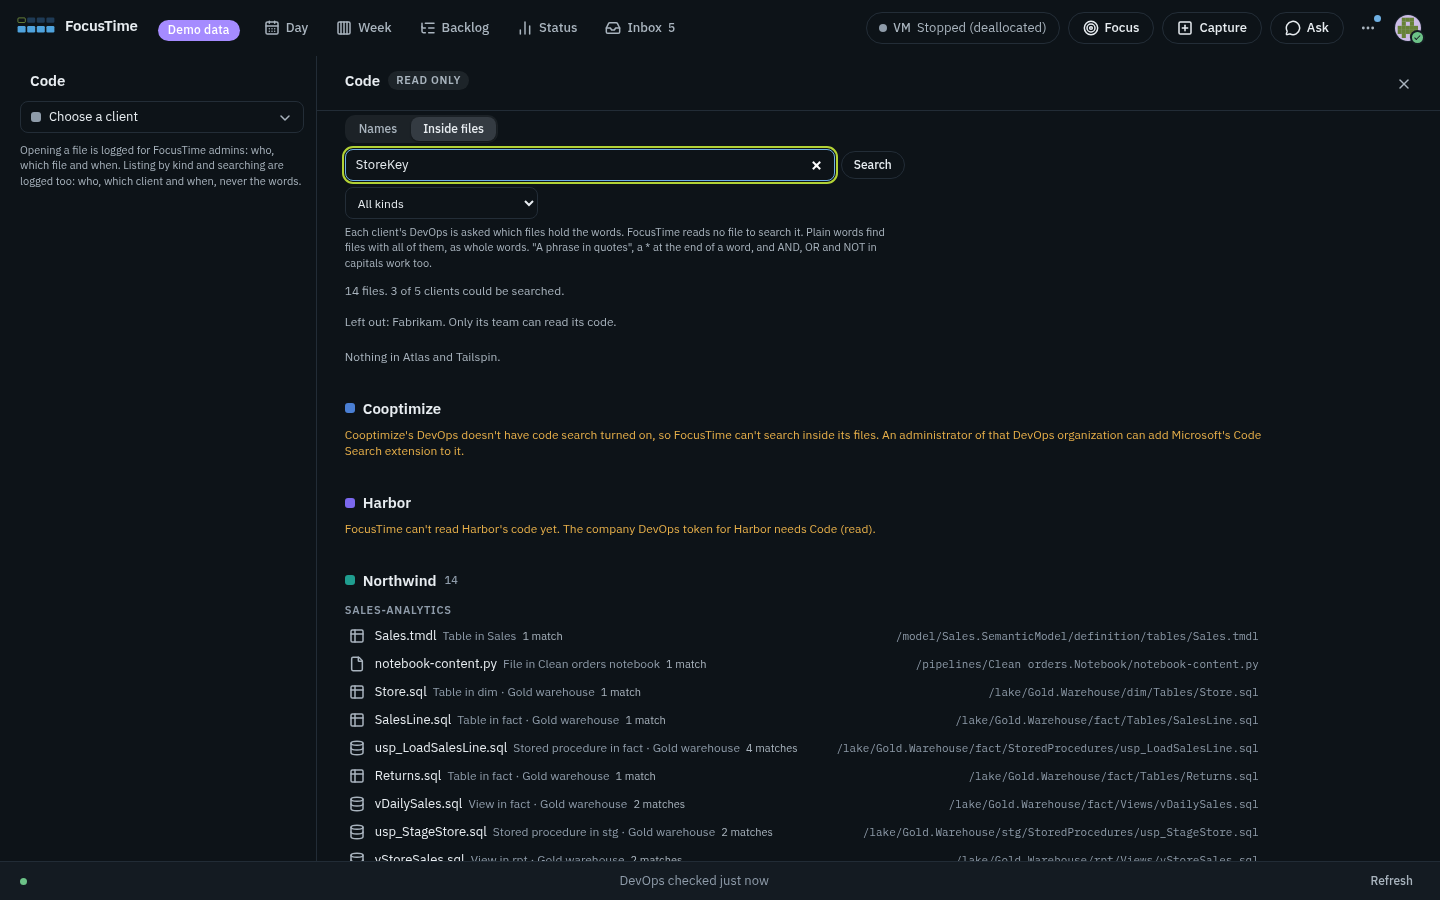 FocusTime
Demo data
Day
Week
Backlog
Status
Inbox 5
VM Stopped (deallocated)
Focus
Capture
Ask
Code
Choose a client
Opening a file is logged for FocusTime admins: who,
which file and when. Listing by kind and searching are
logged too: who, which client and when, never the words.
Code READ ONLY
Names
Inside files
StoreKey
Search
All kinds
Each client's DevOps is asked which files hold the words. FocusTime reads no file to search it. Plain words find
files with all of them, as whole words. "A phrase in quotes", a * at the end of a word, and AND, OR and NOT in
capitals work too.
14 files. 3 of 5 clients could be searched.
Left out: Fabrikam. Only its team can read its code.
Nothing in Atlas and Tailspin.
Cooptimize
Cooptimize's DevOps doesn't have code search turned on, so FocusTime can't search inside its files. An administrator of that DevOps organization can add Microsoft's Code
Search extension to it.
Harbor
FocusTime can't read Harbor's code yet. The company DevOps token for Harbor needs Code (read).
Northwind 14
SALES-ANALYTICS
Sales.tmdl Table in Sales 1 match /model/Sales.SemanticModel/definition/tables/Sales.tmdl
notebook-content.py File in Clean orders notebook 1 match /pipelines/Clean orders.Notebook/notebook-content.py
Store.sql Table in dim · Gold warehouse 1 match /lake/Gold.Warehouse/dim/Tables/Store.sql
SalesLine.sql Table in fact · Gold warehouse 1 match /lake/Gold.Warehouse/fact/Tables/SalesLine.sql
usp_LoadSalesLine.sql Stored procedure in fact · Gold warehouse 4 matches /lake/Gold.Warehouse/fact/StoredProcedures/usp_LoadSalesLine.sql
Returns.sql Table in fact · Gold warehouse 1 match /lake/Gold.Warehouse/fact/Tables/Returns.sql
vDailySales.sql View in fact · Gold warehouse 2 matches /lake/Gold.Warehouse/fact/Views/vDailySales.sql
usp_StageStore.sql Stored procedure in stg · Gold warehouse 2 matches /lake/Gold.Warehouse/stg/StoredProcedures/usp_StageStore.sql
vStoreSales.sql View in rpt · Gold warehouse 2 matches /lake/Gold.Warehouse/rpt/Views/vStoreSales.sql
DevOps checked just now
Refresh